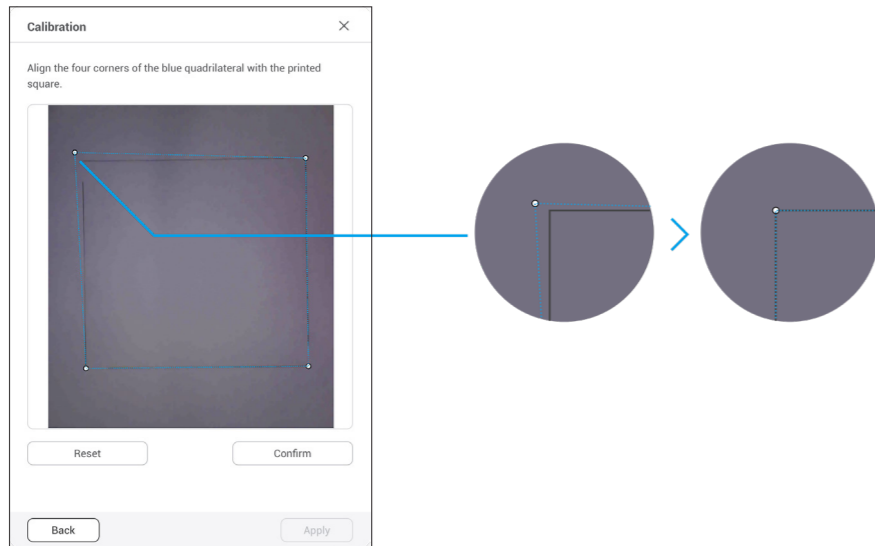 Calibration
Align the four corners of the blue quadrilateral with the printed
square.
Reset
Confirm
Back
Apply